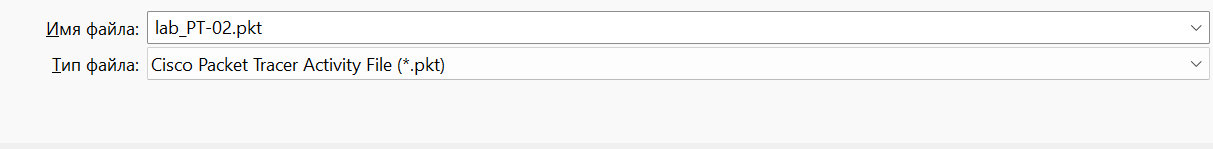 Имя файла: lab_PT-02.pkt
Тип файла: Cisco Packet Tracer Activity File (*.pkt)